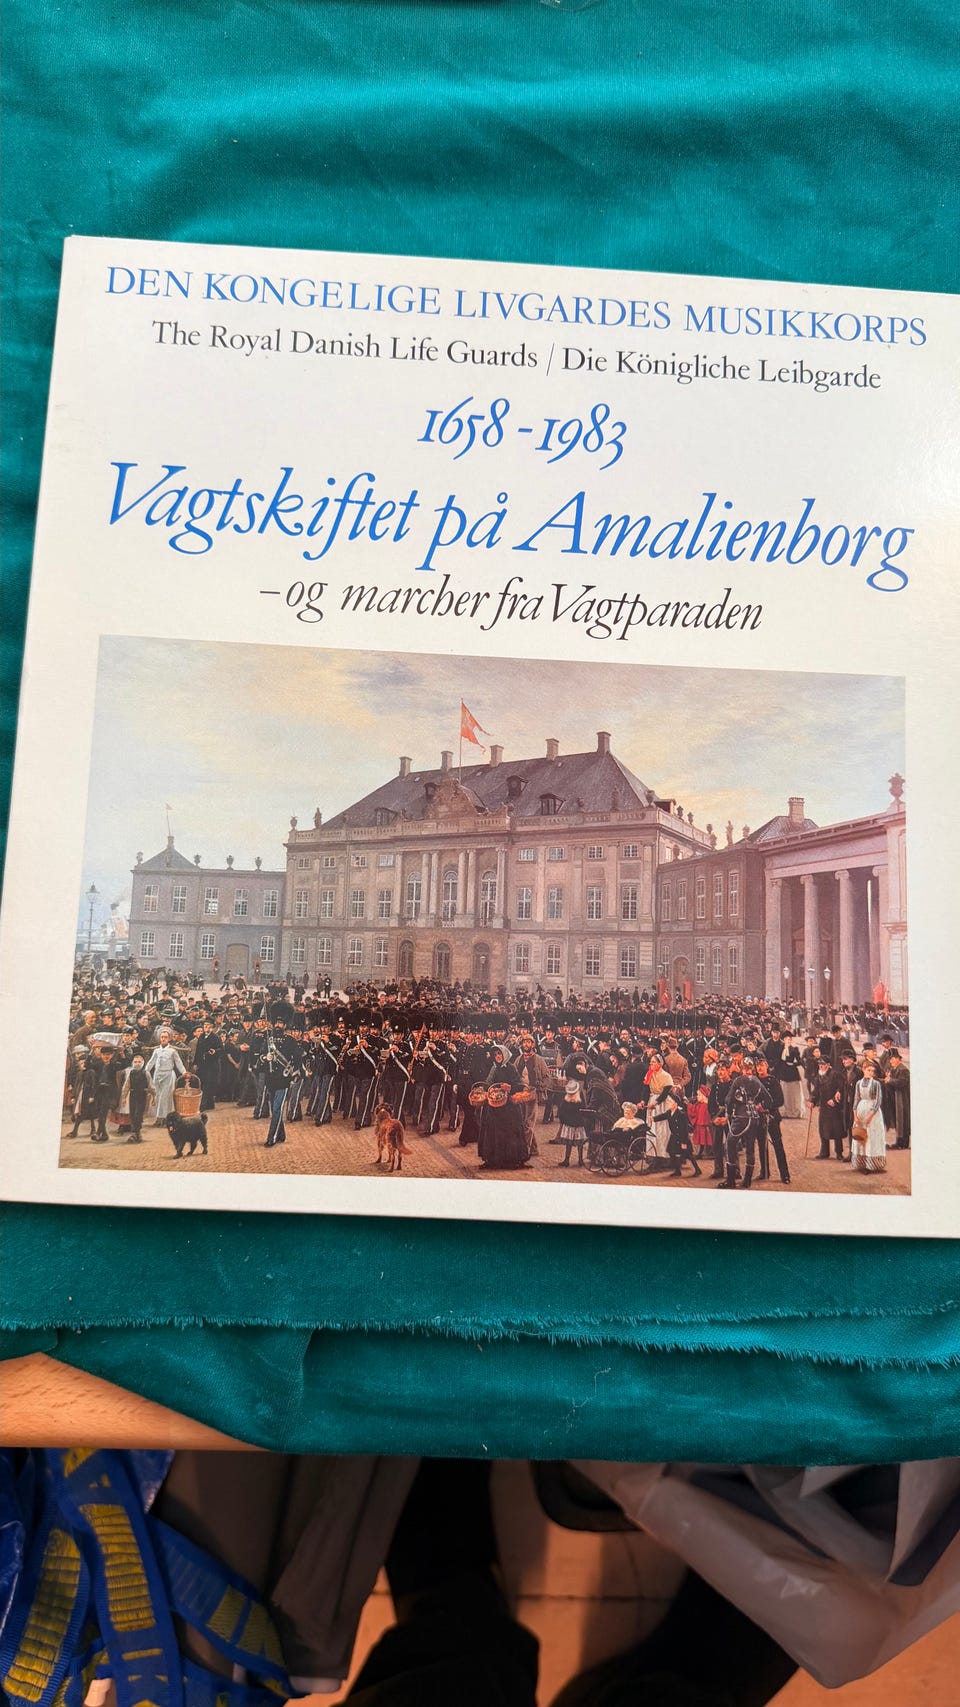 DEN KONGELIGE LIVGARDES MUSIKKORPS
The Royal Danish Life Guards / Die Königliche Leibgarde
1658 - 1983
Vagtskiftet på Amalienborg
– og marcher fra Vagtparaden